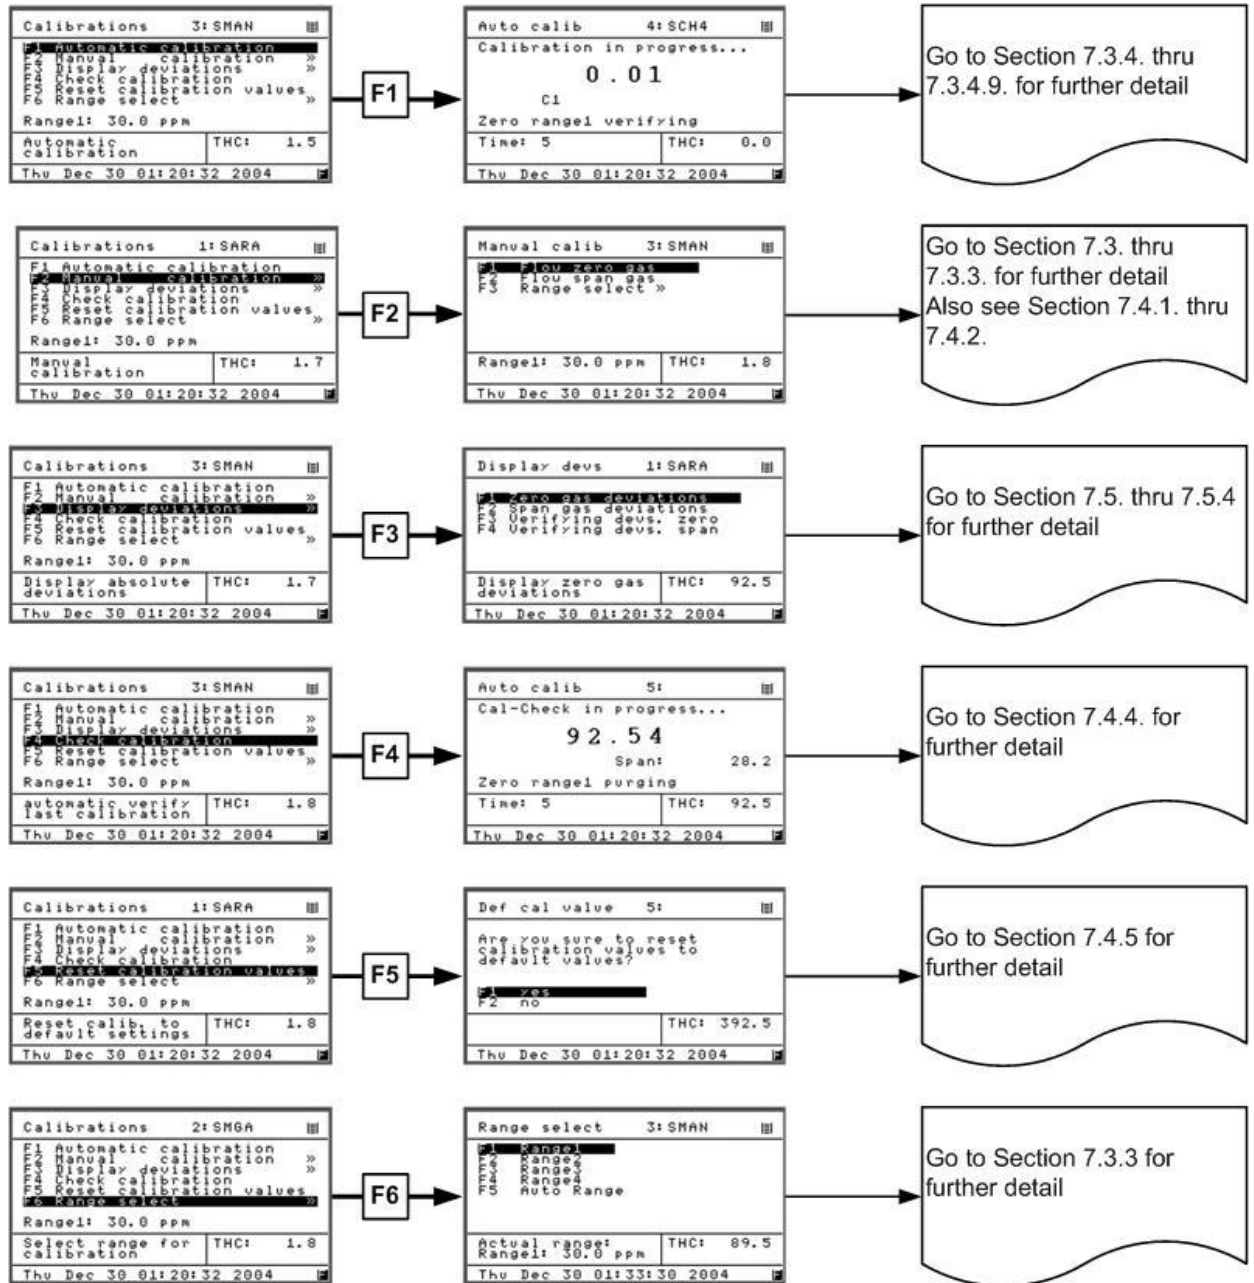 Calibrations 3:SMAN
F1 Automatic calibration
F2 Manual calibration »
F3 Display deviations »
F4 Check calibration
F5 Reset calibration values
F6 Range select »
Range1: 30.0 ppm
Automatic calibration THC: 1.5
Thu Dec 30 01:20:32 2004
F1
Auto calib 4:SCH4
Calibration in progress...
0.01
C1
Zero range1 verifying
Time: 5 THC: 0.0
Thu Dec 30 01:20:32 2004
Go to Section 7.3.4. thru
7.3.4.9. for further detail
Calibrations 1:SARA
F1 Automatic calibration
F2 Manual calibration »
F3 Display deviations »
F4 Check calibration
F5 Reset calibration values
F6 Range select »
Range1: 30.0 ppm
Manual calibration THC: 1.7
Thu Dec 30 01:20:32 2004
F2
Manual calib 3:SMAN
F1 Flow zero gas
F2 Flow span gas
F3 Range select »
Range1: 30.0 ppm THC: 1.8
Thu Dec 30 01:20:32 2004
Go to Section 7.3. thru
7.3.3. for further detail
Also see Section 7.4.1. thru
7.4.2.
Calibrations 3:SMAN
F1 Automatic calibration
F2 Manual calibration »
F3 Display deviations »
F4 Check calibration
F5 Reset calibration values
F6 Range select »
Range1: 30.0 ppm
Display absolute deviations THC: 1.7
Thu Dec 30 01:20:32 2004
F3
Display devs 1:SARA
F1 Zero gas deviations
F2 Span gas deviations
F3 Verifying devs. zero
F4 Verifying devs. span
Display zero gas deviations THC: 92.5
Thu Dec 30 01:20:32 2004
Go to Section 7.5. thru 7.5.4
for further detail
Calibrations 3:SMAN
F1 Automatic calibration
F2 Manual calibration »
F3 Display deviations »
F4 Check calibration
F5 Reset calibration values
F6 Range select »
Range1: 30.0 ppm
automatic verify last calibration THC: 1.8
Thu Dec 30 01:20:32 2004
F4
Auto calib 5:
Cal-Check in progress...
92.54
Span: 28.2
Zero range1 purging
Time: 5 THC: 92.5
Thu Dec 30 01:20:32 2004
Go to Section 7.4.4. for
further detail
Calibrations 1:SARA
F1 Automatic calibration
F2 Manual calibration »
F3 Display deviations »
F4 Check calibration
F5 Reset calibration values
F6 Range select »
Range1: 30.0 ppm
Reset calib. to default settings THC: 1.8
Thu Dec 30 01:20:32 2004
F5
Def cal value 5:
Are you sure to reset
calibration values to
default values?
F1 yes
F2 no
THC: 392.5
Thu Dec 30 01:20:32 2004
Go to Section 7.4.5 for
further detail
Calibrations 2:SMGA
F1 Automatic calibration
F2 Manual calibration »
F3 Display deviations »
F4 Check calibration
F5 Reset calibration values
F6 Range select »
Range1: 30.0 ppm
Select range for calibration THC: 1.8
Thu Dec 30 01:20:32 2004
F6
Range select 3:SMAN
F1 Range1
F2 Range2
F3 Range3
F4 Range4
F5 Auto Range
Actual range:
Range1: 30.0 ppm THC: 89.5
Thu Dec 30 01:33:30 2004
Go to Section 7.3.3 for
further detail